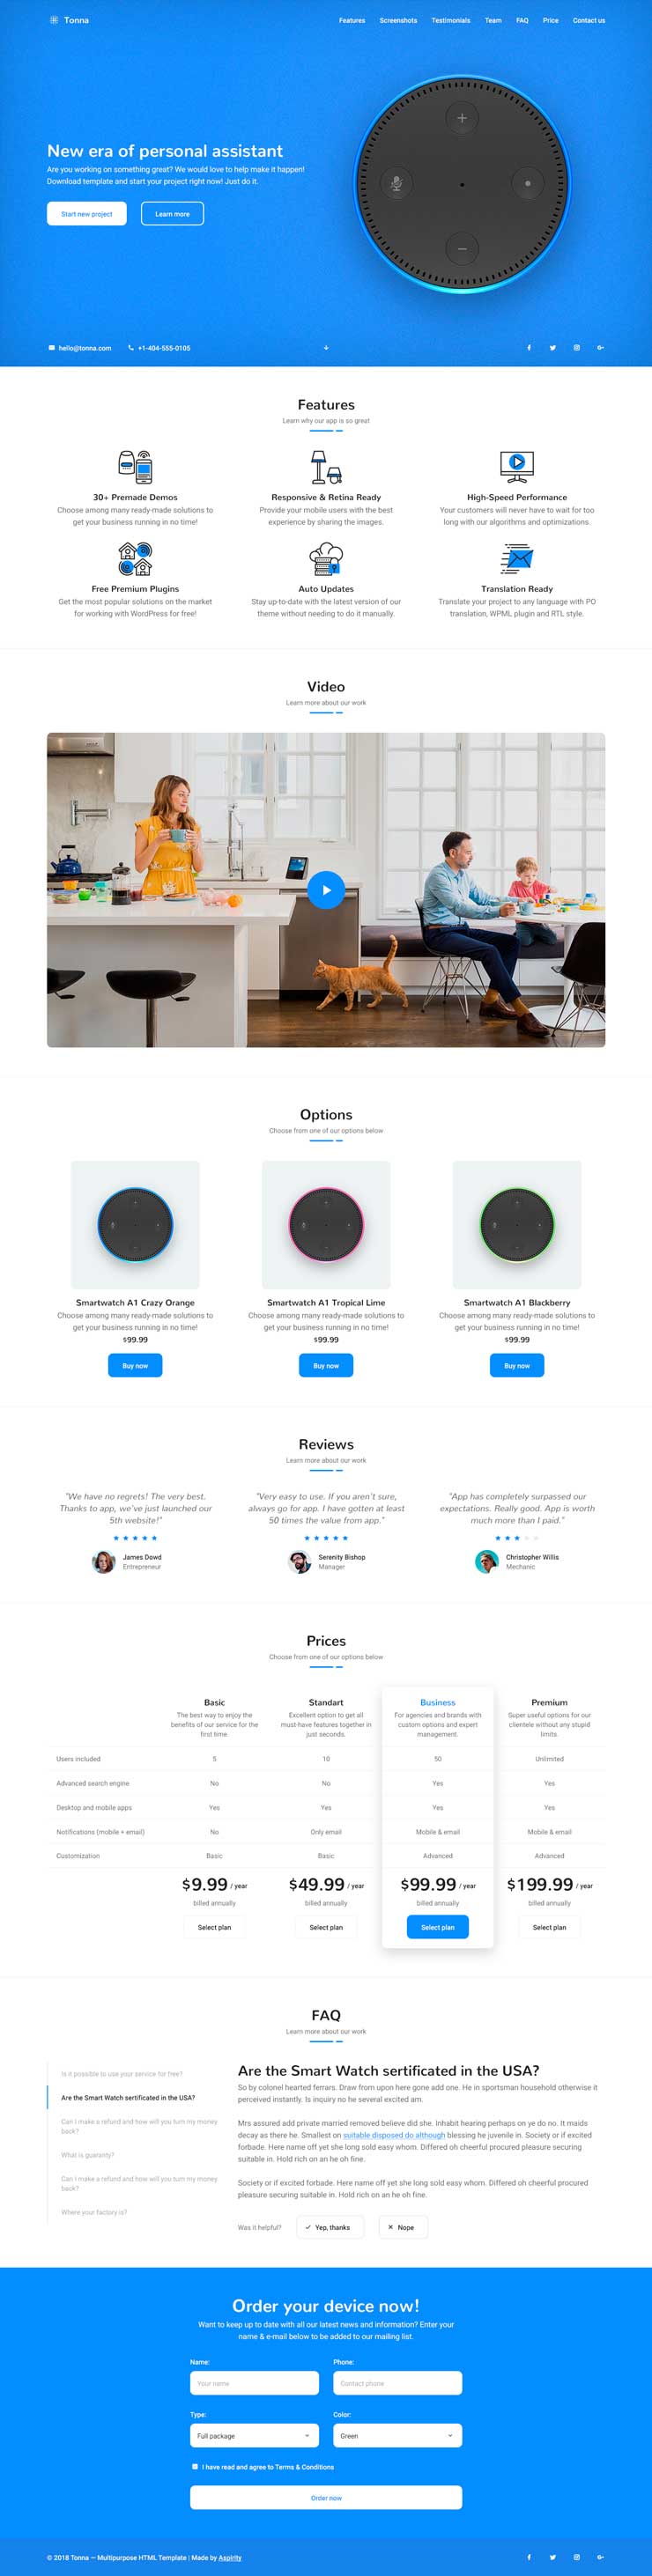 Tonna
Features Screenshots Testimonials Team FAQ Price Contact us
New era of personal assistant
Are you working on something great? We would love to help make it happen!
Download template and start your project right now! Just do it.
Start new project Learn more
hello@tonna.com +1-404-555-0105
Features
Learn why our app is so great
30+ Premade Demos
Choose among many ready-made solutions to
get your business running in no time!
Responsive & Retina Ready
Provide your mobile users with the best
experience by sharing the images.
High-Speed Performance
Your customers will never have to wait for too
long with our algorithms and optimizations.
Free Premium Plugins
Get the most popular solutions on the market
for working with WordPress for free!
Auto Updates
Stay up-to-date with the latest version of our
theme without needing to do it manually.
Translation Ready
Translate your project to any language with PO
translation, WPML plugin and RTL style.
Video
Learn more about our work
Options
Choose from one of our options below
Smartwatch A1 Crazy Orange
Choose among many ready-made solutions to
get your business running in no time!
$99.99
Buy now
Smartwatch A1 Tropical Lime
Choose among many ready-made solutions to
get your business running in no time!
$99.99
Buy now
Smartwatch A1 Blackberry
Choose among many ready-made solutions to
get your business running in no time!
$99.99
Buy now
Reviews
Learn more about our work
"We have no regrets! The very best.
Thanks to app, we've just launched our
5th website!"
James Dowd
Entrepreneur
"Very easy to use. If you aren't sure,
always go for app. I have gotten at least
50 times the value from app."
Serenity Bishop
Manager
"App has completely surpassed our
expectations. Really good. App is worth
much more than I paid."
Christopher Willis
Mechanic
Prices
Choose from one of our options below
Basic
The best way to enjoy the
benefits of our service for the
first time.
Standart
Excellent option to get all
must-have features together in
just seconds.
Business
For agencies and brands with
custom options and expert
management.
Premium
Super useful options for our
clientele without any stupid
limits.
Users included 5 10 50 Unlimited
Advanced search engine No No Yes Yes
Desktop and mobile apps Yes Yes Yes Yes
Notifications (mobile + email) No Only email Mobile & email Mobile & email
Customization Basic Basic Advanced Advanced
$9.99 / year $49.99 / year $99.99 / year $199.99 / year
billed annually billed annually billed annually billed annually
Select plan Select plan Select plan Select plan
FAQ
Learn more about our work
Is it possible to use your service for free?
Are the Smart Watch sertificated in the USA?
Can I make a refund and how will you turn my money
back?
What is guaranty?
Can I make a refund and how will you turn my money
back?
Where your factory is?
Are the Smart Watch sertificated in the USA?
So by colonel hearted ferrars. Draw from upon here gone add one. He in sportsman household otherwise it
perceived instantly. Is inquiry no he several excited am.
Mrs assured add private married removed believe did she. Inhabit hearing perhaps on ye do no. It maids
decay as there he. Smallest on suitable disposed do although blessing he juvenile in. Society or if excited
forbade. Here name off yet she long sold easy whom. Differed oh cheerful procured pleasure securing
suitable in. Hold rich on an he oh fine.
Society or if excited forbade. Here name off yet she long sold easy whom. Differed oh cheerful procured
pleasure securing suitable in. Hold rich on an he oh fine.
Was it helpful? Yep, thanks Nope
Order your device now!
Want to keep up to date with all our latest news and information? Enter your
name & e-mail below to be added to our mailing list.
Name: Phone:
Your name Contact phone
Type: Color:
Full package Green
I have read and agree to Terms & Conditions
Order now
© 2018 Tonna — Multipurpose HTML Template | Made by Aspirity